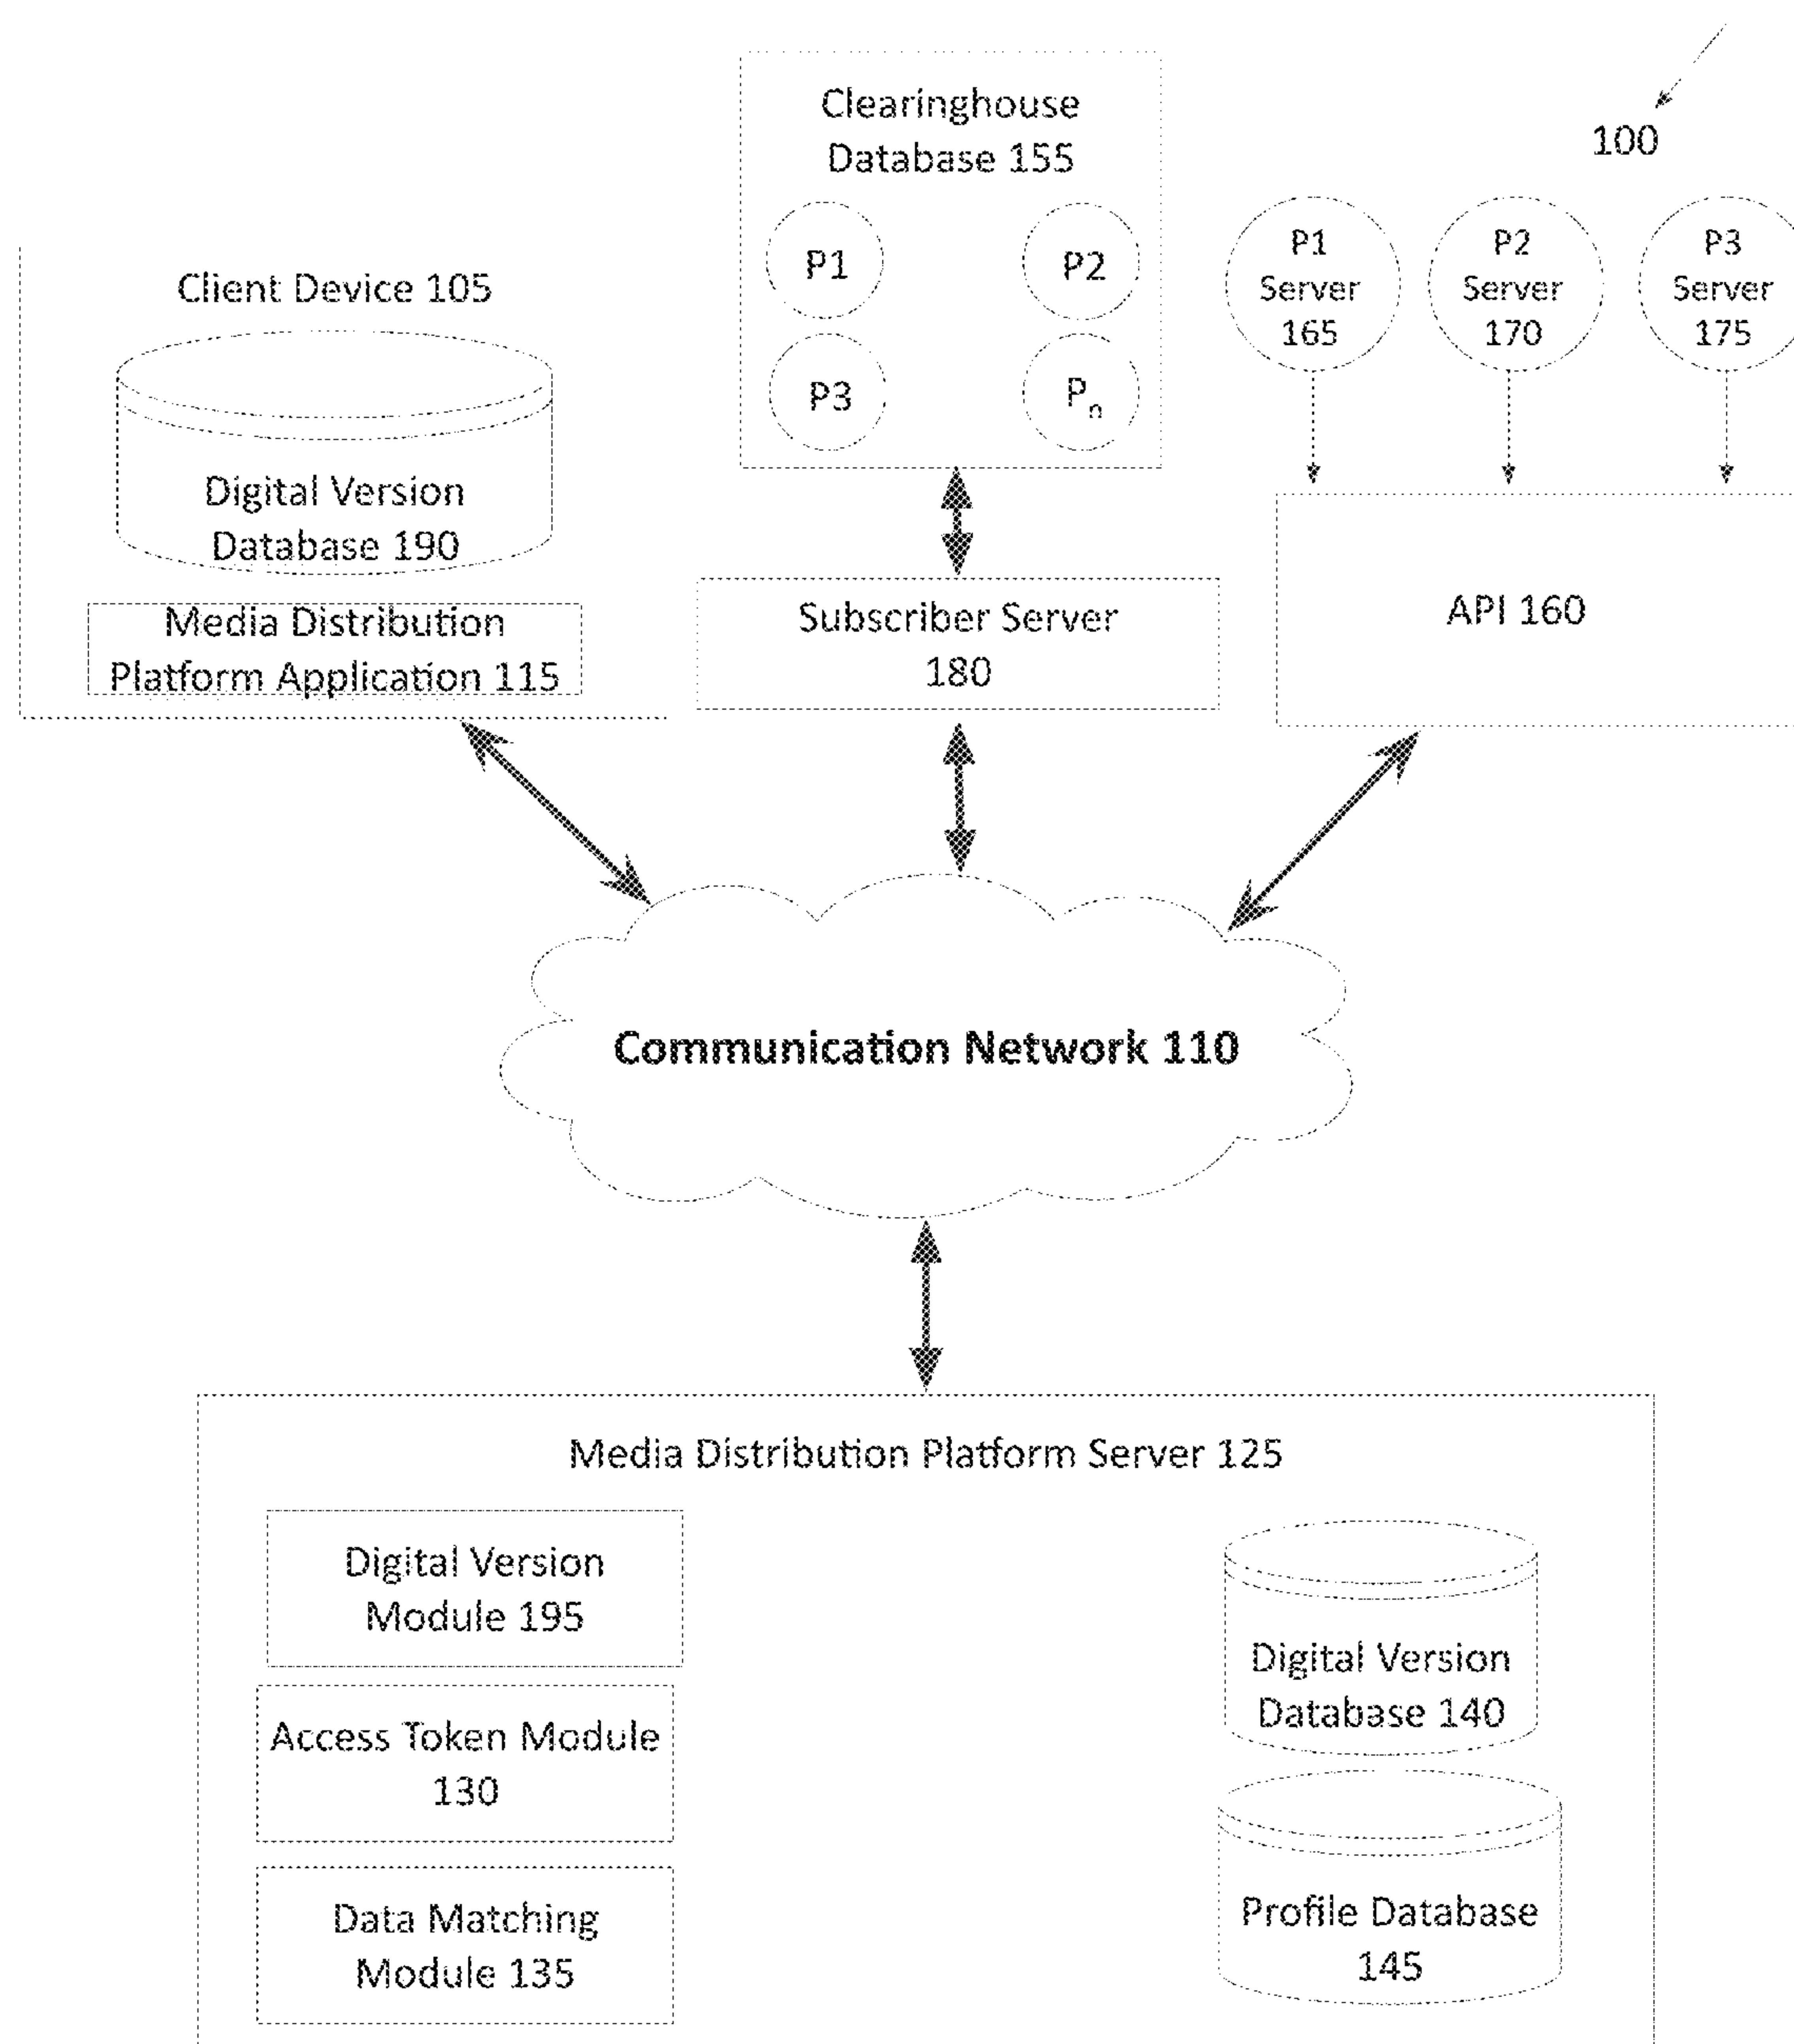 100
Clearinghouse
Database 155
P1
P2
P3
Pn
P1
Server
165
P2
Server
170
P3
Server
175
Client Device 105
Digital Version
Database 190
Media Distribution
Platform Application 115
Subscriber Server
180
API 160
Communication Network 110
Media Distribution Platform Server 125
Digital Version
Module 195
Access Token Module
130
Data Matching
Module 135
Digital Version
Database 140
Profile Database
145